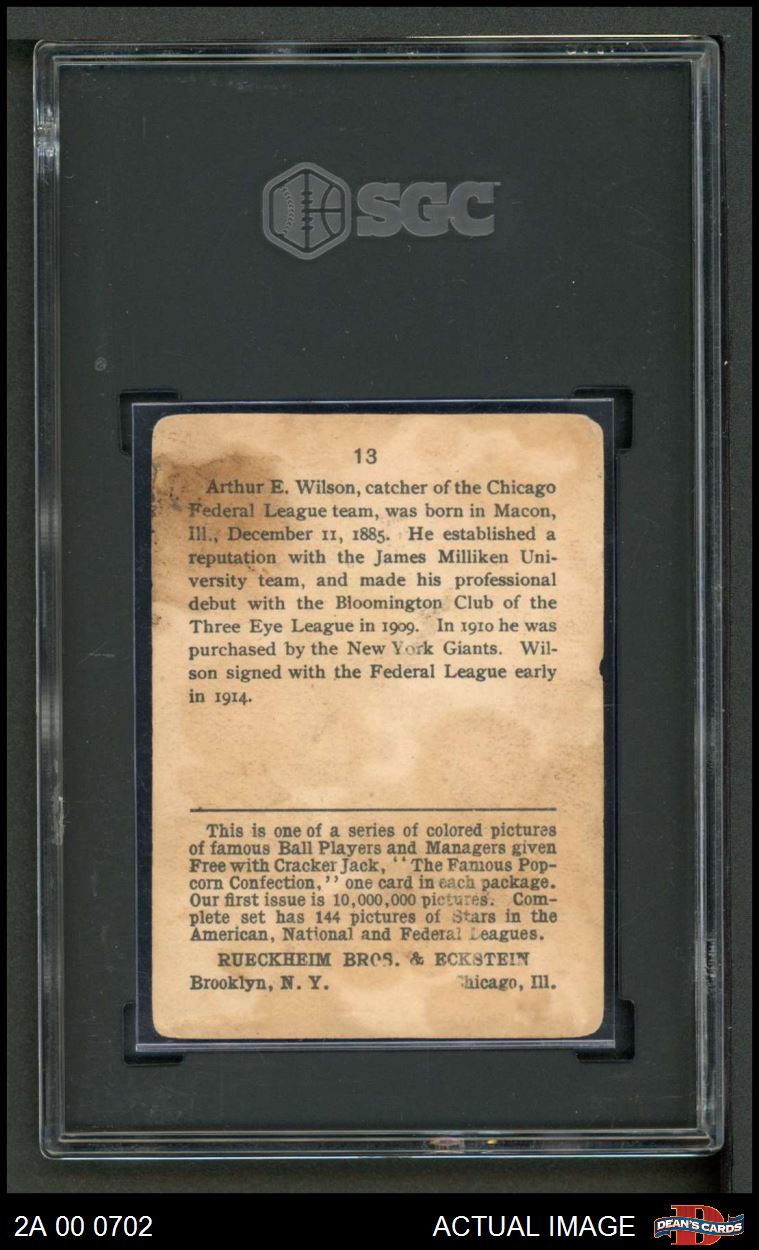 SGC
13
Arthur E. Wilson, catcher of the Chicago
Federal League team, was born in Macon,
Ill., December 11, 1885. He established a
reputation with the James Milliken Uni-
versity team, and made his professional
debut with the Bloomington Club of the
Three Eye League in 1909. In 1910 he was
purchased by the New York Giants. Wil-
son signed with the Federal League early
in 1914.
This is one of a series of colored pictures
of famous Ball Players and Managers given
Free with Cracker Jack, "The Famous Pop-
corn Confection," one card in each package.
Our first issue is 10,000,000 pictures. Com-
plete set has 144 pictures of Stars in the
American, National and Federal Leagues.
RUECKHEIM BROS. & ECKSTEIN
Brooklyn, N. Y. Chicago, Ill.
2A 00 0702 ACTUAL IMAGE DEAN'S CARDS